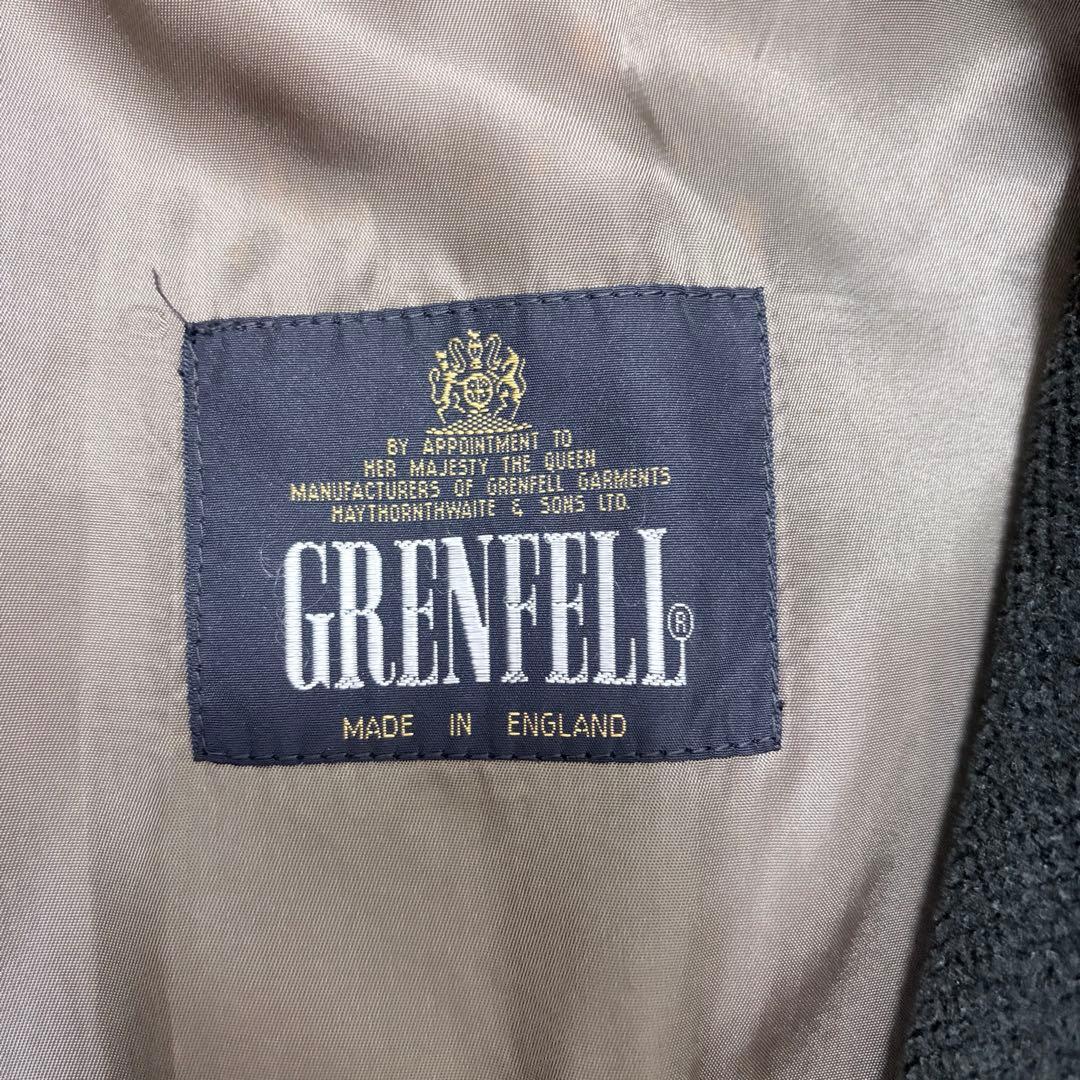 BY APPOINTMENT TO
HER MAJESTY THE QUEEN
MANUFACTURERS OF GRENFELL GARMENTS
HAYTHORNTHWAITE & SONS LTD.
GRENFELL®
MADE IN ENGLAND